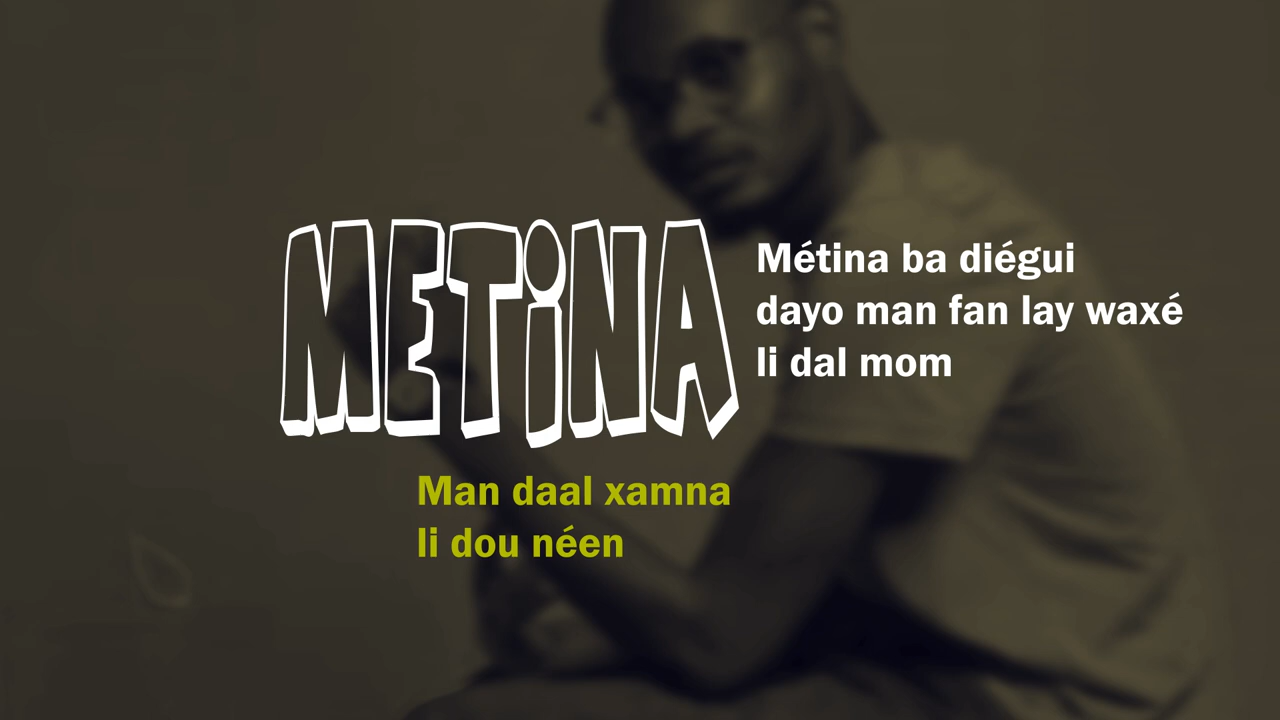 METiNA
Métina ba diégui
dayo man fan lay waxé
li dal mom
Man daal xamna
li dou néen